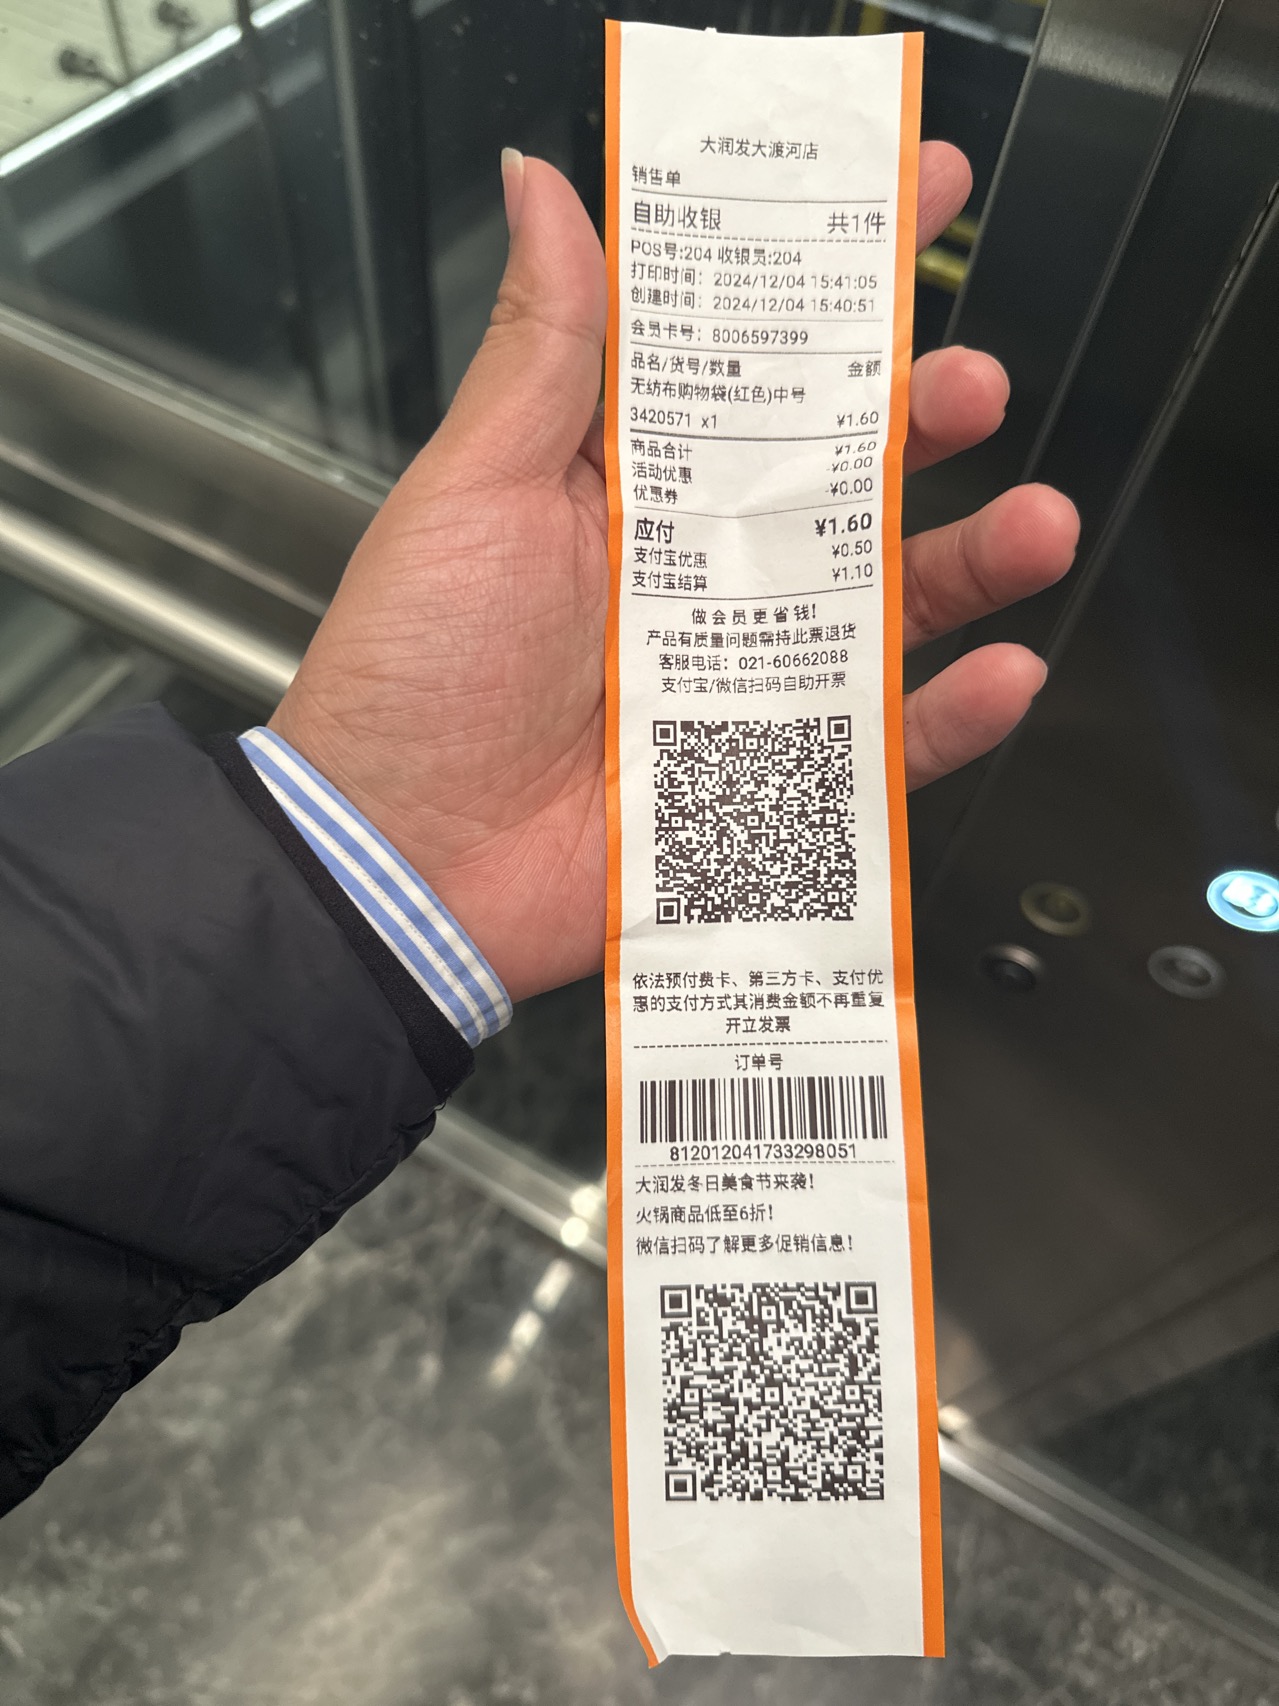 大润发大渡河店
销售单
自助收银 共1件
POS号:204 收银员:204
打印时间: 2024/12/04 15:41:05
创建时间: 2024/12/04 15:40:51
会员卡号: 8006597399
品名/货号/数量 金额
无纺布购物袋(红色)中号
3420571 x1 ¥1.60
商品合计 ¥1.60
活动优惠 -¥0.00
优惠券 -¥0.00
应付 ¥1.60
支付宝优惠 ¥0.50
支付宝结算 ¥1.10
做会员更省钱!
产品有质量问题需持此票退货
客服电话: 021-60662088
支付宝/微信扫码自助开票
依法预付费卡、第三方卡、支付优
惠的支付方式其消费金额不再重复
开立发票
订单号
812012041733298051
大润发冬日美食节来袭!
火锅商品低至6折!
微信扫码了解更多促销信息!